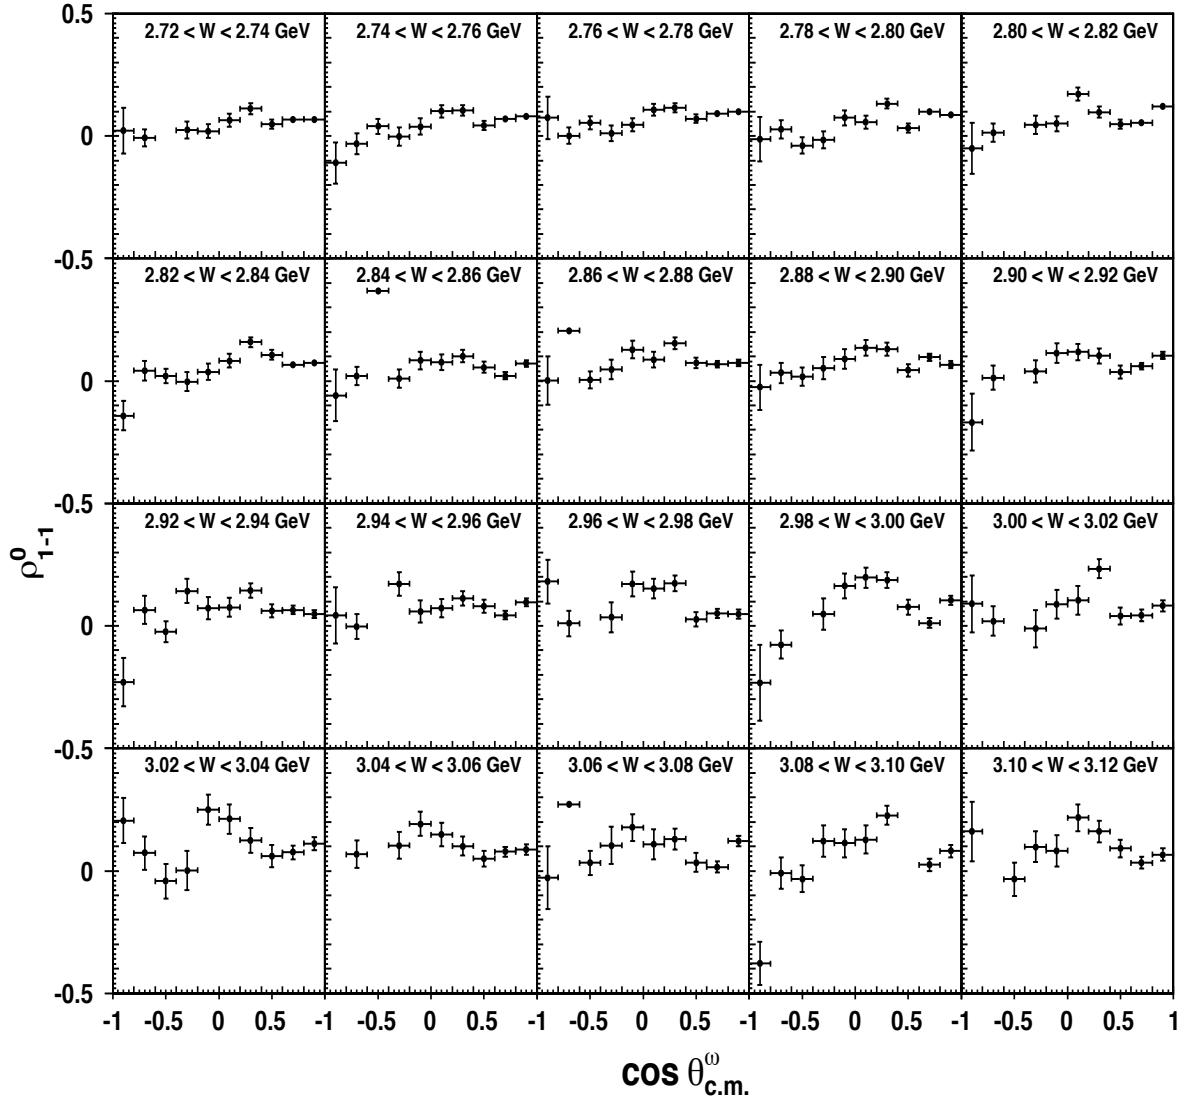 0.5
2.72 < W < 2.74 GeV
2.74 < W < 2.76 GeV
2.76 < W < 2.78 GeV
2.78 < W < 2.80 GeV
2.80 < W < 2.82 GeV
0
-0.5
2.82 < W < 2.84 GeV
2.84 < W < 2.86 GeV
2.86 < W < 2.88 GeV
2.88 < W < 2.90 GeV
2.90 < W < 2.92 GeV
0
-0.5
2.92 < W < 2.94 GeV
2.94 < W < 2.96 GeV
2.96 < W < 2.98 GeV
2.98 < W < 3.00 GeV
3.00 < W < 3.02 GeV
ρ⁰₁₋₁
0
-0.5
3.02 < W < 3.04 GeV
3.04 < W < 3.06 GeV
3.06 < W < 3.08 GeV
3.08 < W < 3.10 GeV
3.10 < W < 3.12 GeV
0
-0.5
-1 -0.5 0 0.5 -1 -0.5 0 0.5 -1 -0.5 0 0.5 -1 -0.5 0 0.5 -1 -0.5 0 0.5 1
cos θ^ω_c.m.